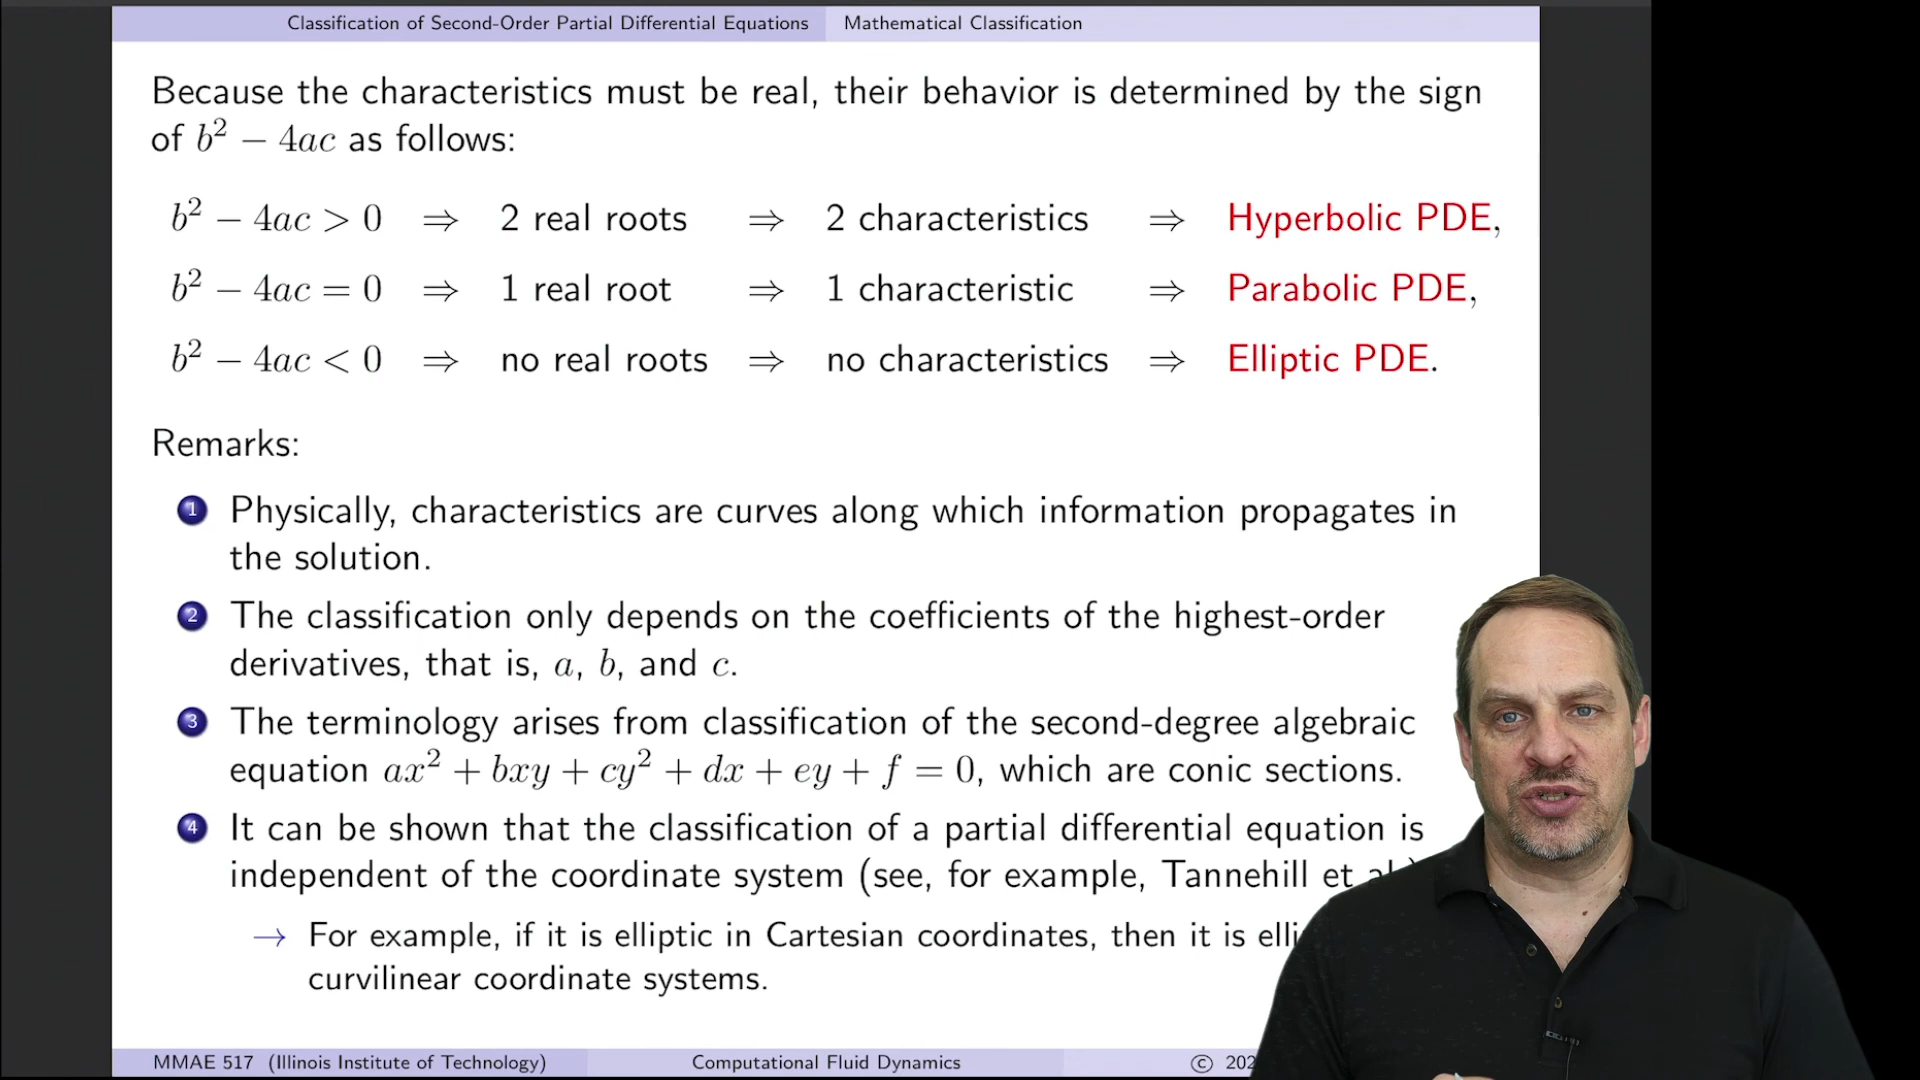 Classification of Second-Order Partial Differential Equations Mathematical Classification
Because the characteristics must be real, their behavior is determined by the sign
of b² − 4ac as follows:
b² − 4ac > 0 ⇒ 2 real roots ⇒ 2 characteristics ⇒ Hyperbolic PDE,
b² − 4ac = 0 ⇒ 1 real root ⇒ 1 characteristic ⇒ Parabolic PDE,
b² − 4ac < 0 ⇒ no real roots ⇒ no characteristics ⇒ Elliptic PDE.
Remarks:
1 Physically, characteristics are curves along which information propagates in
the solution.
2 The classification only depends on the coefficients of the highest-order
derivatives, that is, a, b, and c.
3 The terminology arises from classification of the second-degree algebraic
equation ax² + bxy + cy² + dx + ey + f = 0, which are conic sections.
4 It can be shown that the classification of a partial differential equation is
independent of the coordinate system (see, for example, Tannehill et
→ For example, if it is elliptic in Cartesian coordinates, then it is
curvilinear coordinate systems.
MMAE 517 (Illinois Institute of Technology) Computational Fluid Dynamics ©